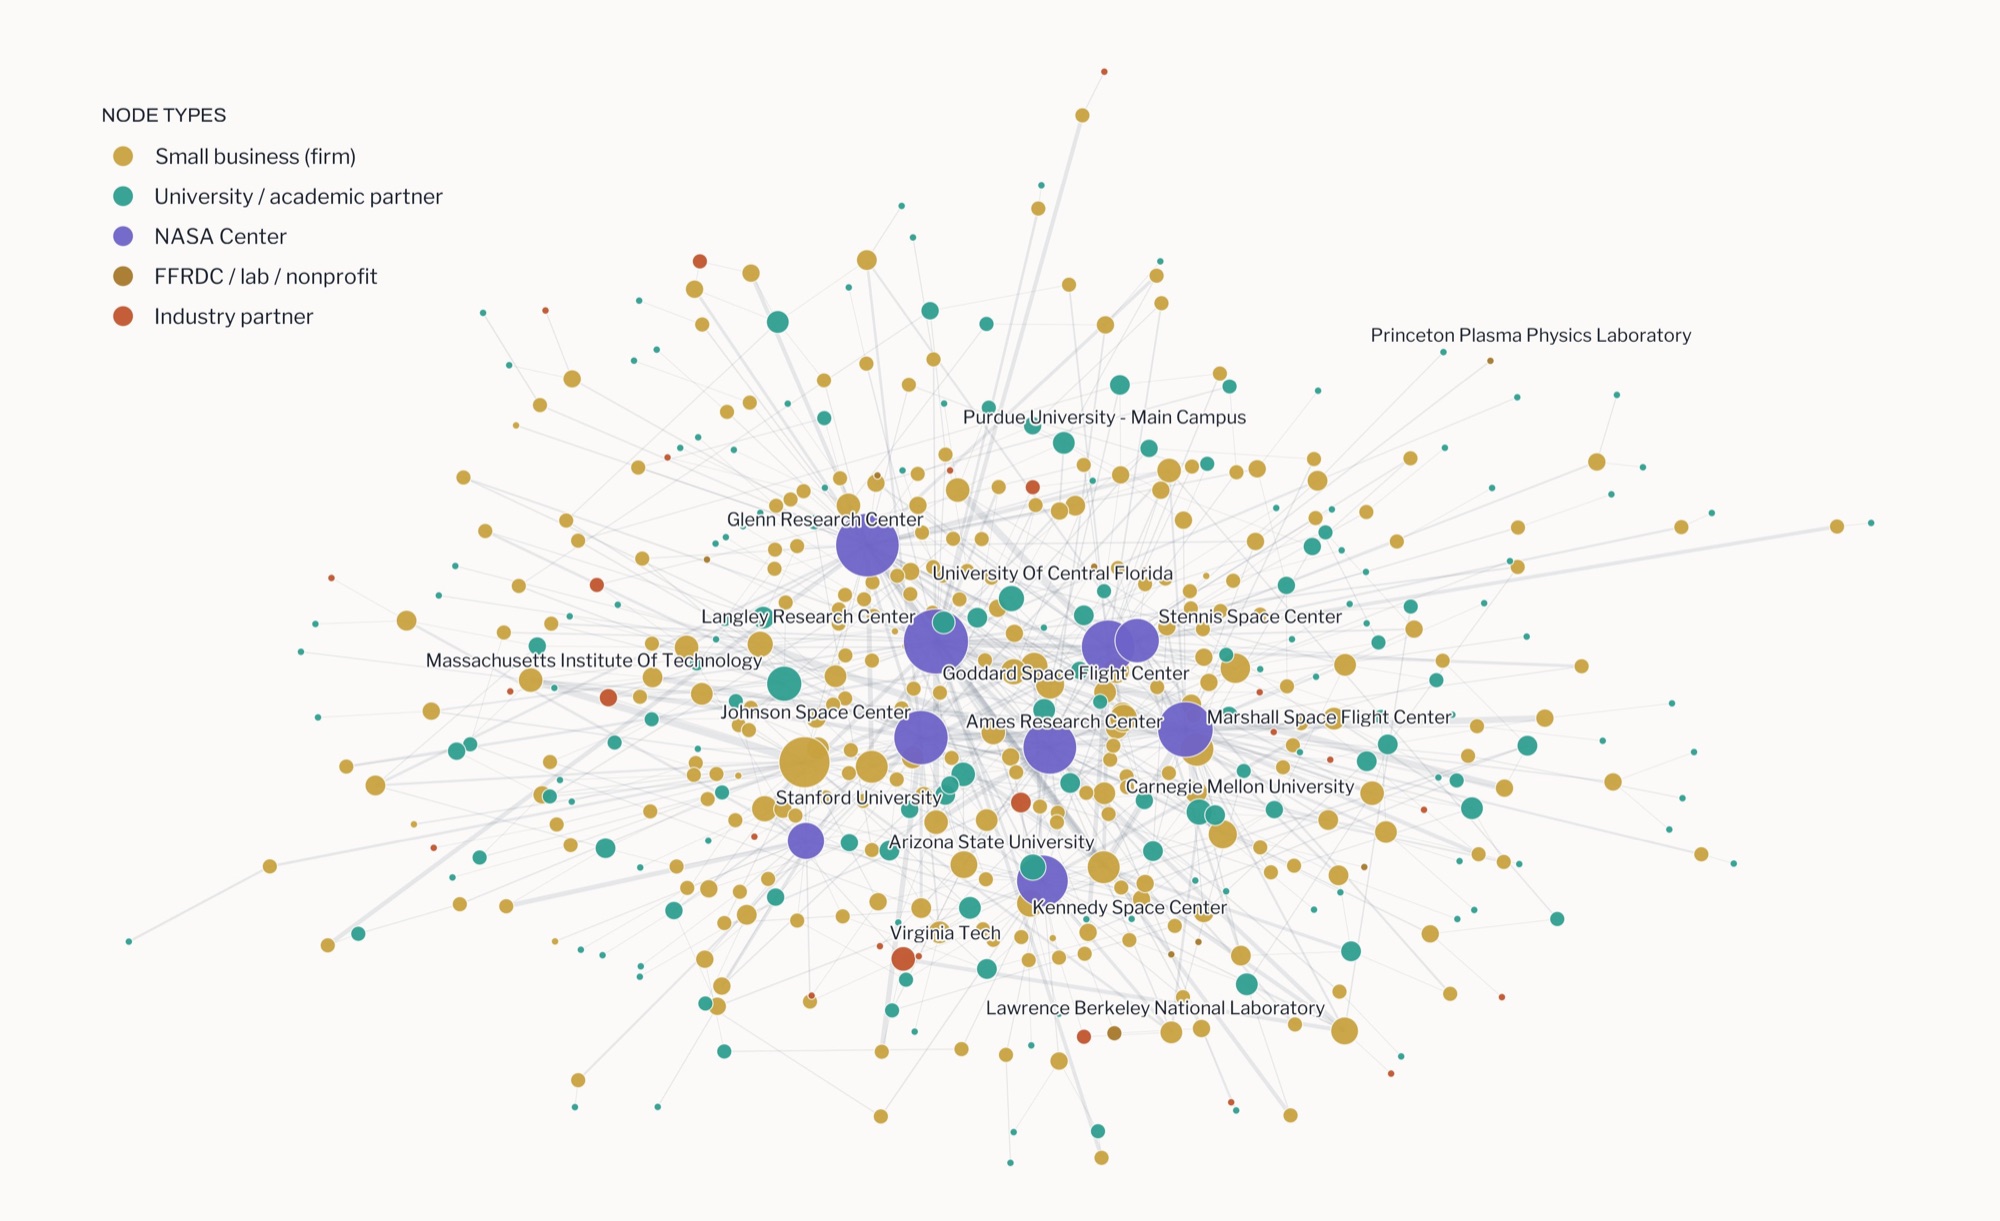 NODE TYPES
Small business (firm)
University / academic partner
NASA Center
FFRDC / lab / nonprofit
Industry partner
Princeton Plasma Physics Laboratory
Purdue University - Main Campus
Glenn Research Center
University Of Central Florida
Langley Research Center
Stennis Space Center
Massachusetts Institute Of Technology
Goddard Space Flight Center
Johnson Space Center
Ames Research Center
Marshall Space Flight Center
Carnegie Mellon University
Stanford University
Arizona State University
Kennedy Space Center
Virginia Tech
Lawrence Berkeley National Laboratory